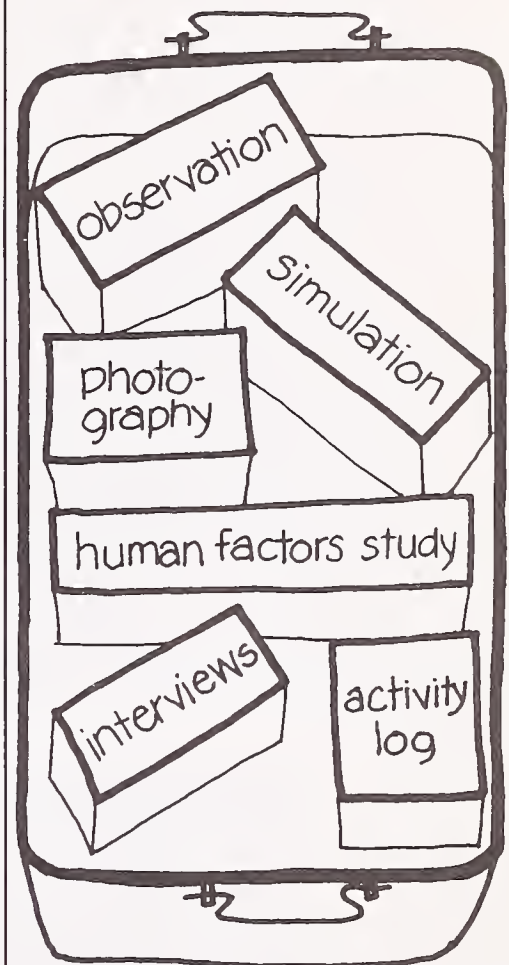 observation
simulation
photo-
graphy
human factors study
interviews
activity
log